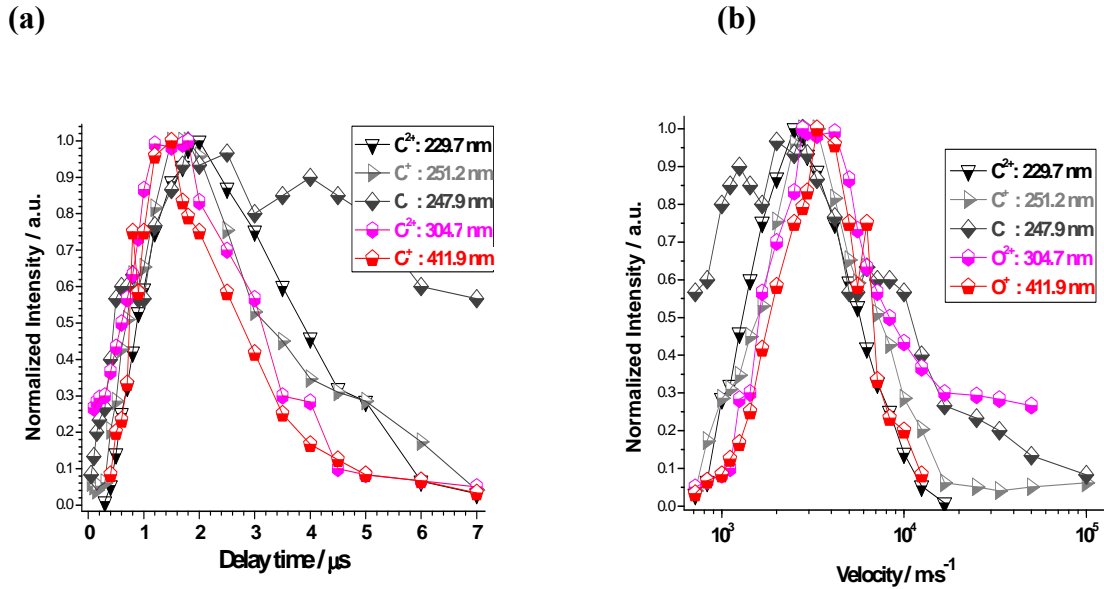 (a)
Normalized Intensity / a.u.
1.0
0.9
0.8
0.7
0.6
0.5
0.4
0.3
0.2
0.1
0.0
C²⁺: 229.7 nm
C⁺ : 251.2 nm
C : 247.9 nm
C²⁺: 304.7 nm
C⁺ : 411.9 nm
0 1 2 3 4 5 6 7
Delay time / μs
(b)
Normalized Intensity / a.u.
1.0
0.9
0.8
0.7
0.6
0.5
0.4
0.3
0.2
0.1
0.0
C²⁺: 229.7 nm
C⁺ : 251.2 nm
C : 247.9 nm
O²⁺: 304.7 nm
O⁺ : 411.9 nm
10³ 10⁴ 10⁵
Velocity / m·s⁻¹